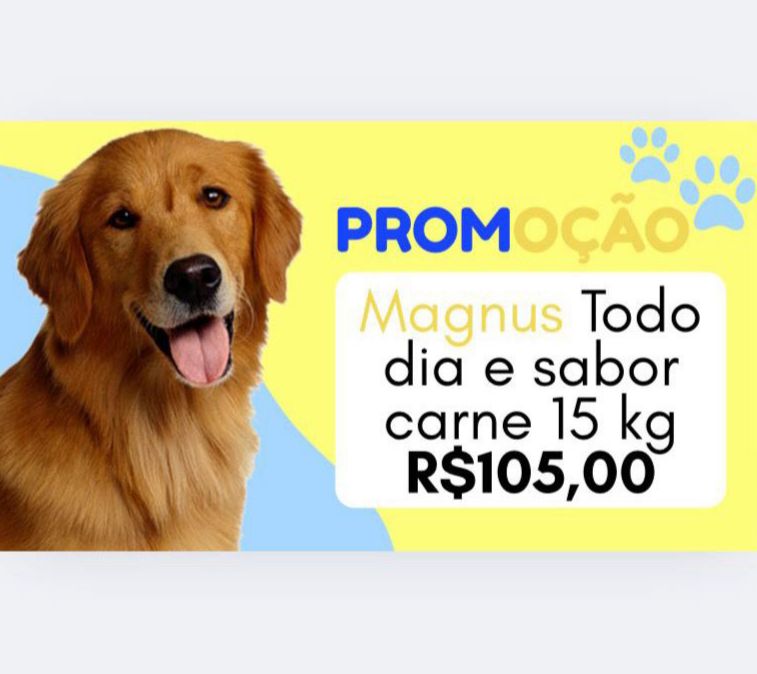 PROMOÇÃO
Magnus Todo
dia e sabor
carne 15 kg
R$105,00